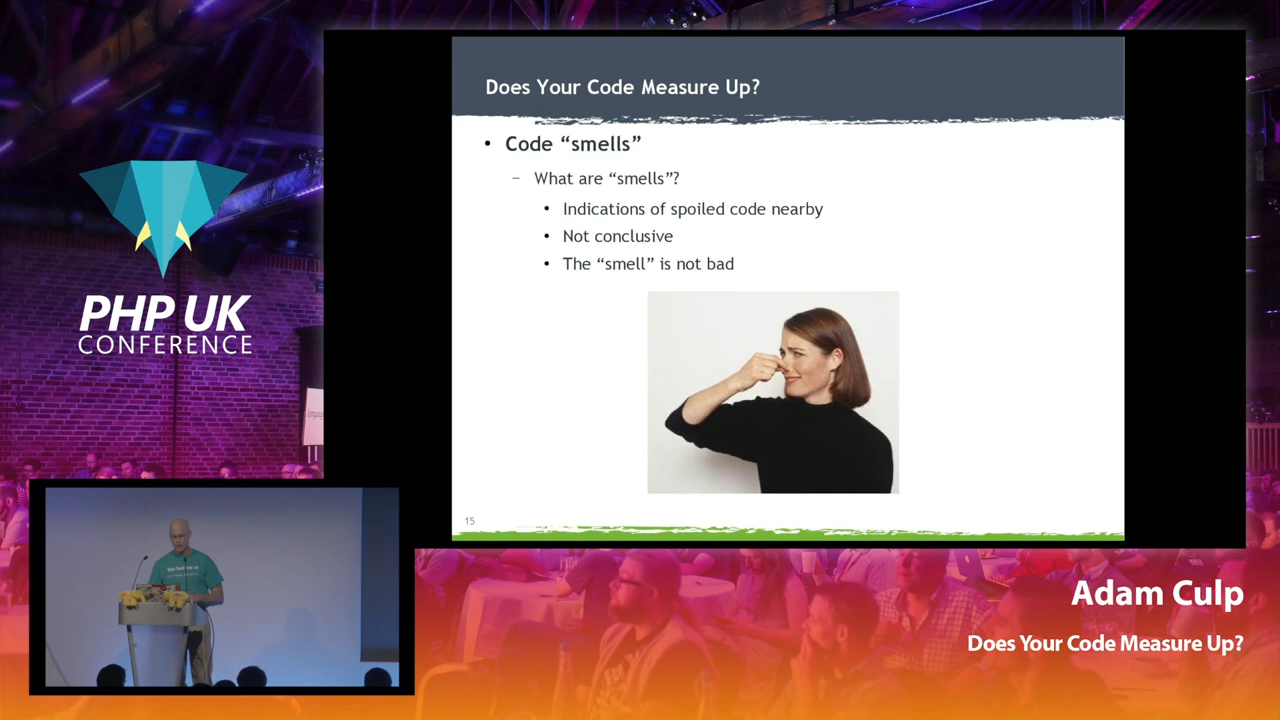 Does Your Code Measure Up?
• Code “smells”
– What are “smells”?
• Indications of spoiled code nearby
• Not conclusive
• The “smell” is not bad
15
PHP UK
CONFERENCE
Adam Culp
Does Your Code Measure Up?